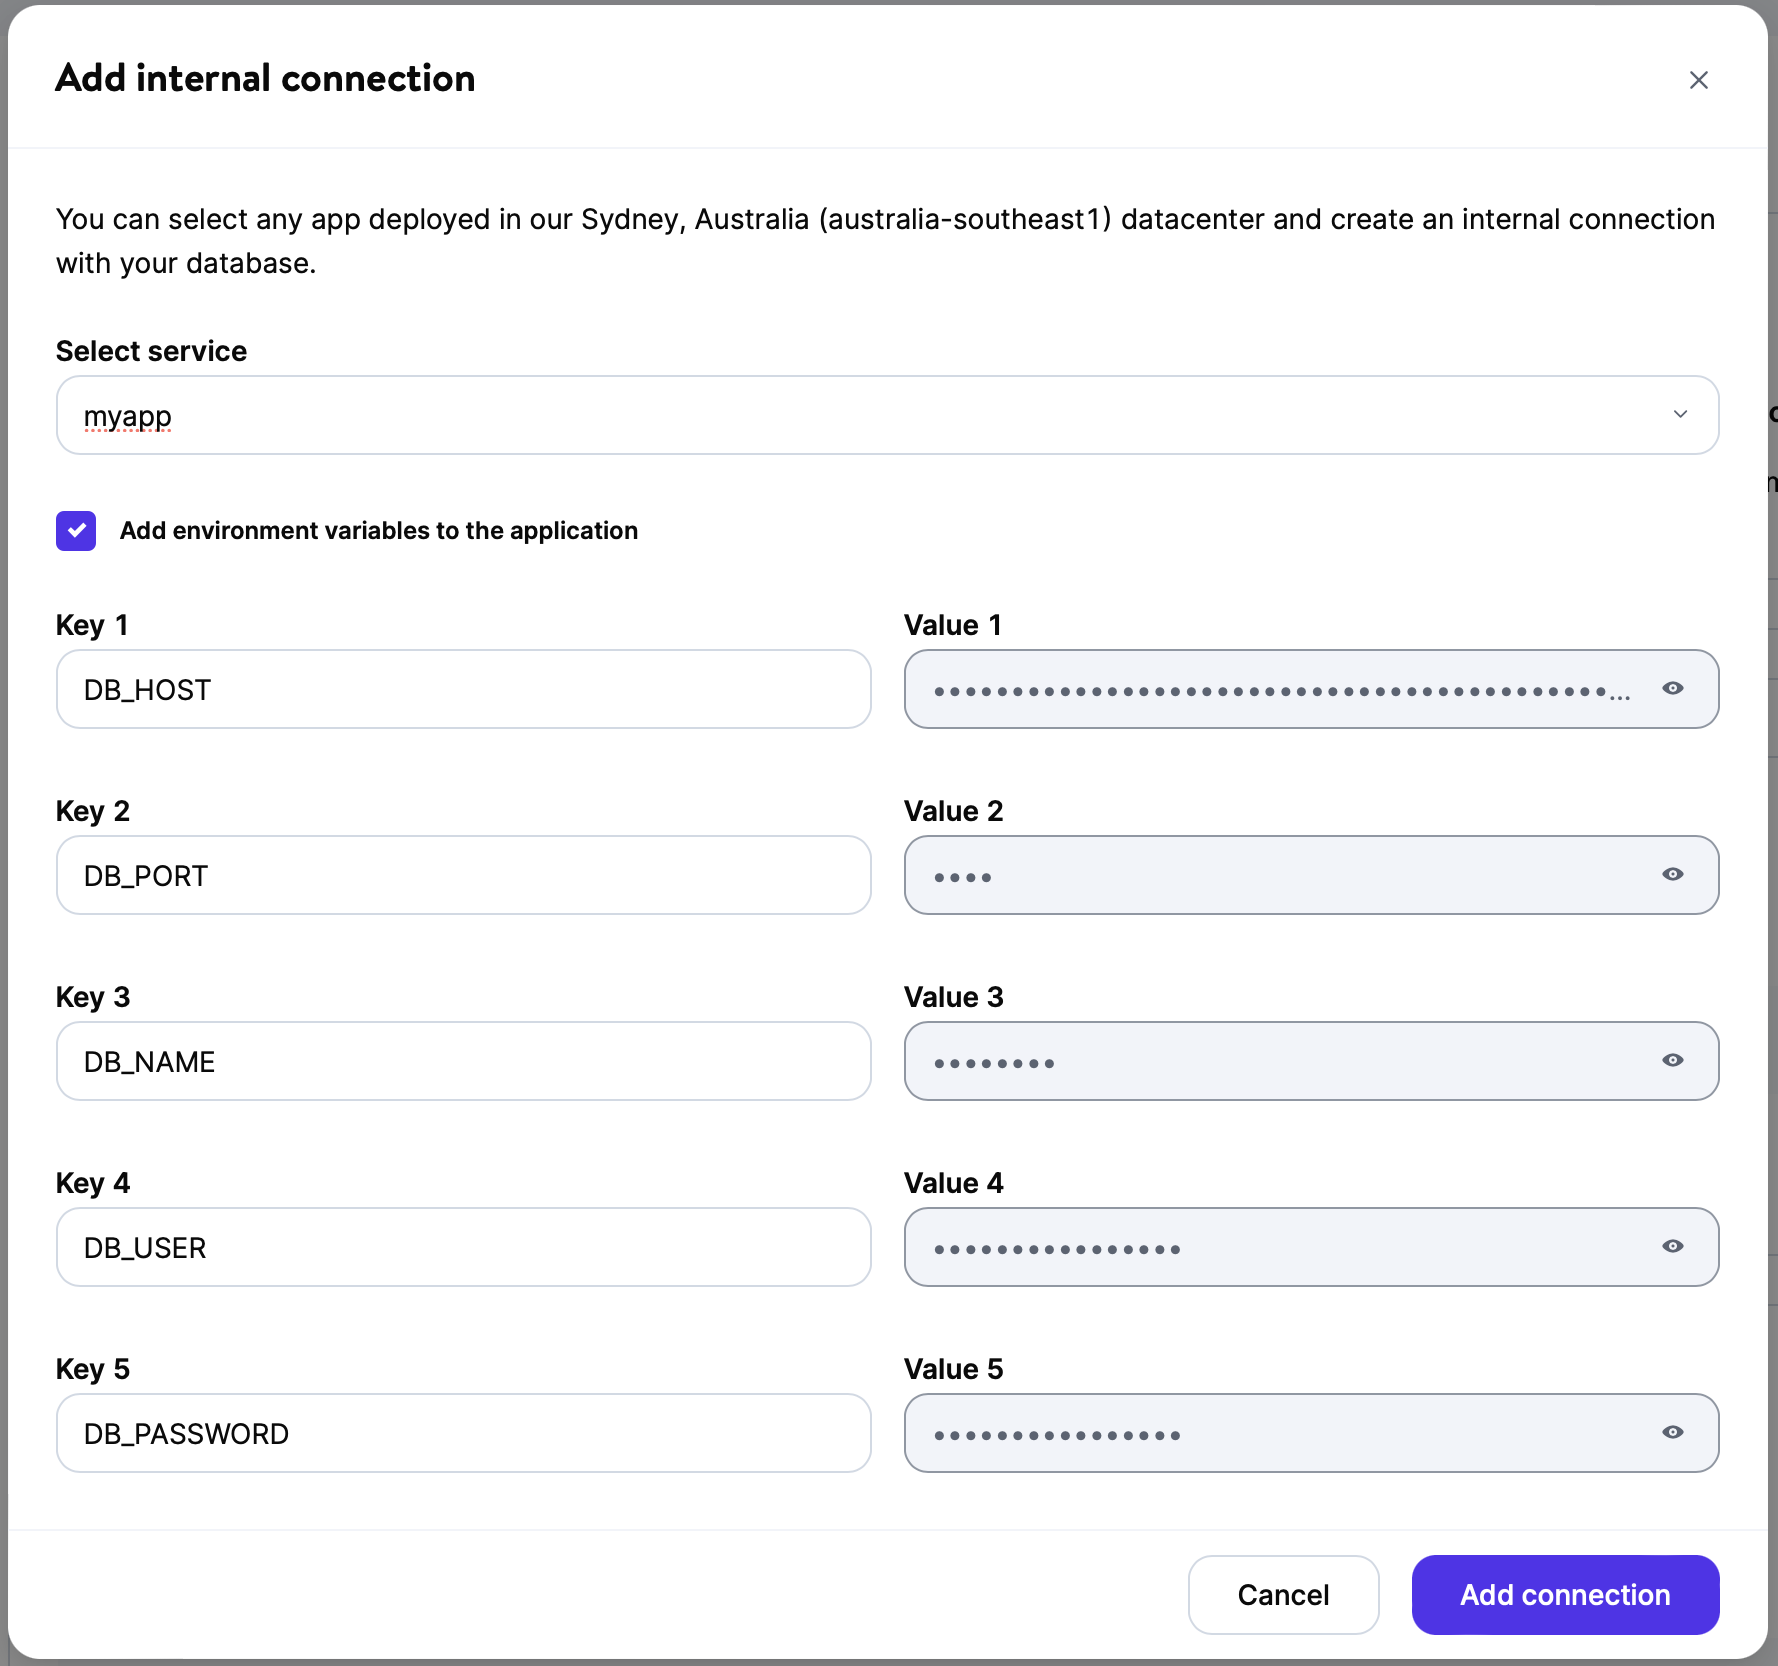 Add internal connection
You can select any app deployed in our Sydney, Australia (australia-southeast1) datacenter and create an internal connection
with your database.
Select service
myapp
Add environment variables to the application
Key 1
Value 1
DB_HOST
Key 2
Value 2
DB_PORT
Key 3
Value 3
DB_NAME
Key 4
Value 4
DB_USER
Key 5
Value 5
DB_PASSWORD
Cancel
Add connection